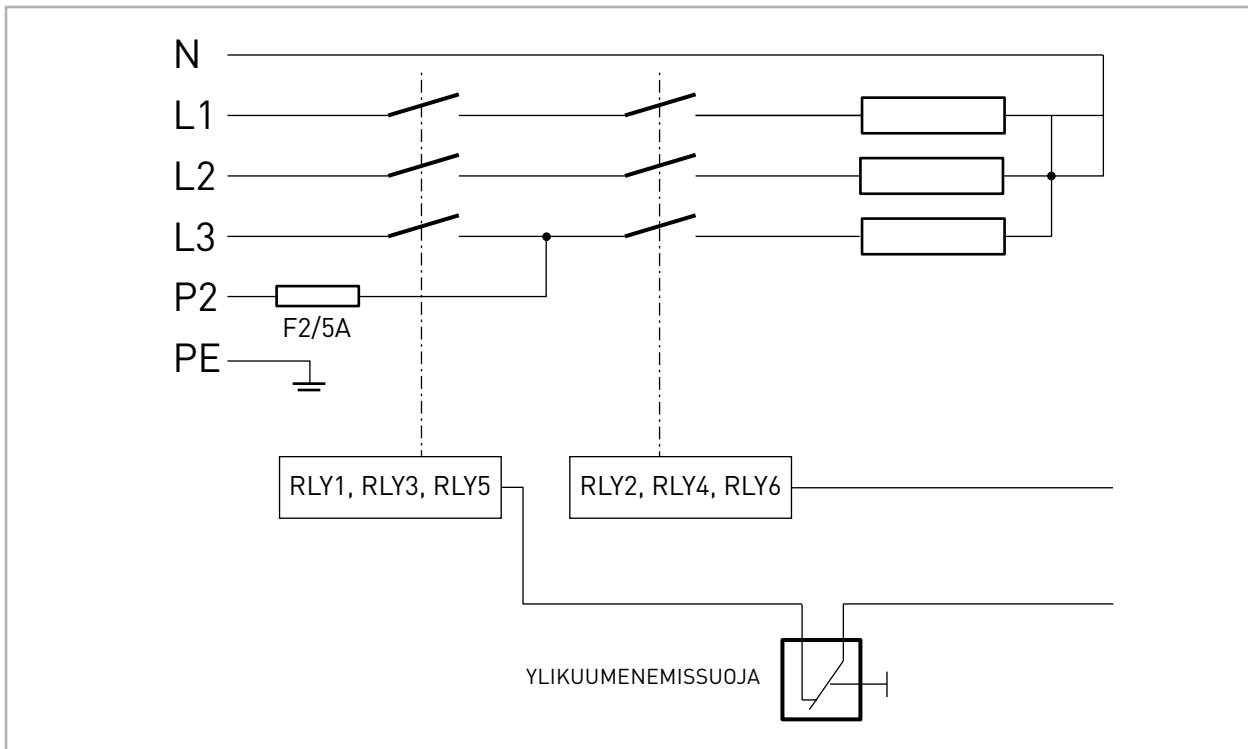 N
L1
L2
L3
P2
F2/5A
PE
RLY1, RLY3, RLY5
RLY2, RLY4, RLY6
YLIKUUMENEMISSUOJA